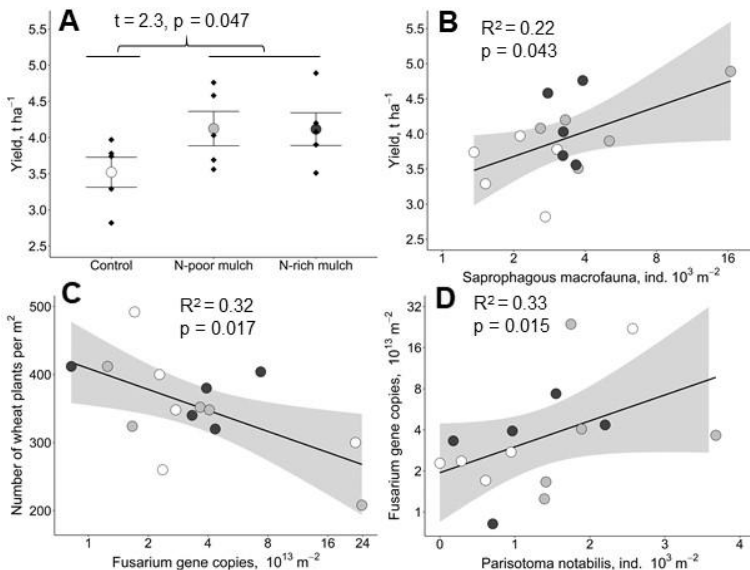 A
t = 2.3, p = 0.047
Yield, t ha⁻¹
5.5
5.0
4.5
4.0
3.5
3.0
2.5
Control
N-poor mulch
N-rich mulch
B
R² = 0.22
p = 0.043
Yield, t ha⁻¹
5.5
5.0
4.5
4.0
3.5
3.0
2.5
1
2
4
8
16
Saprophagous macrofauna, ind. 10³ m⁻²
C
R² = 0.32
p = 0.017
Number of wheat plants per m²
500
400
300
200
1
2
4
8
16
24
Fusarium gene copies, 10¹³ m⁻²
D
R² = 0.33
p = 0.015
Fusarium gene copies, 10¹³ m⁻²
32
16
8
4
2
1
0
1
2
3
4
Parisotoma notabilis, ind. 10³ m⁻²